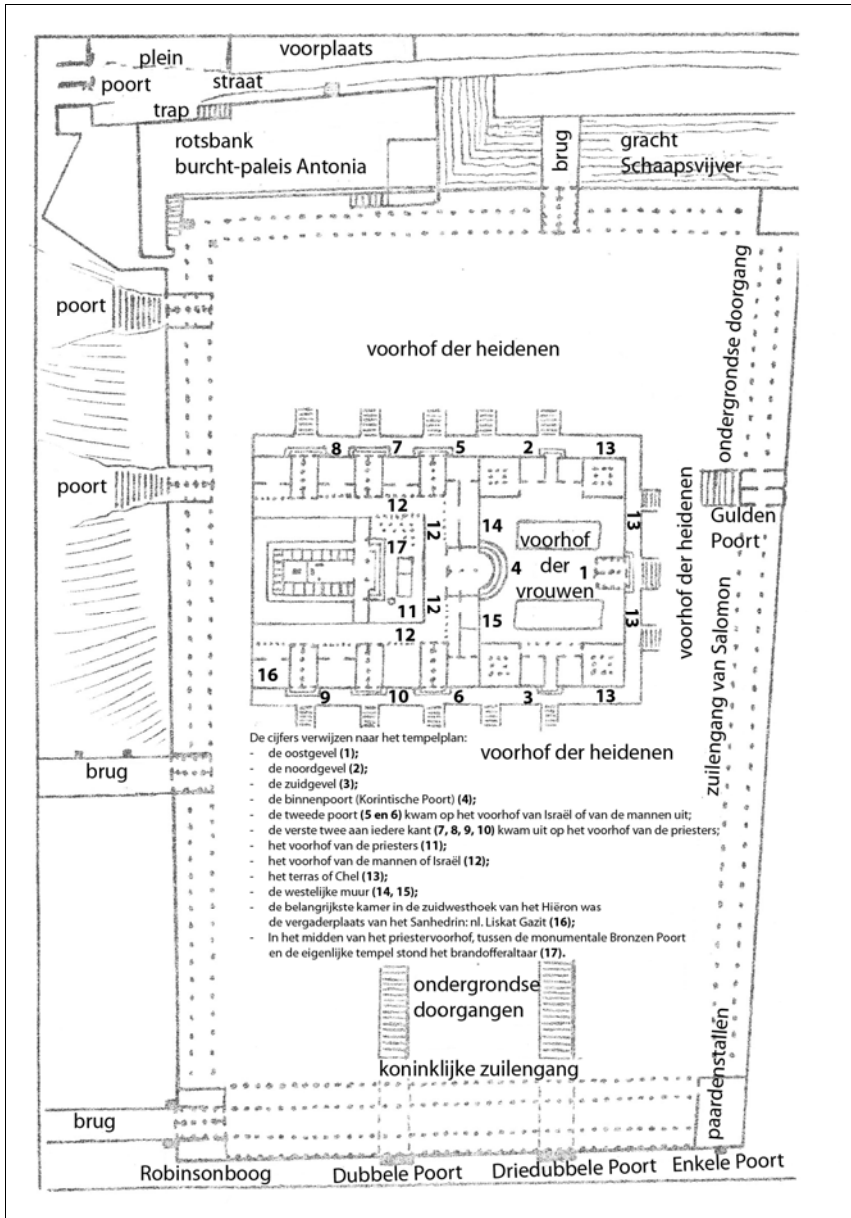 plein
voorplaats
poort
straat
trap
rotsbank
burcht-paleis Antonia
brug
gracht
Schaapsvijver
poort
voorhof der heidenen
ondergrondse doorgang
8 7 5 2 13
poort
12
12
14
13
voorhof der heidenen
Gulden
Poort
17
voorhof
der
vrouwen
4
1
11
12
15
13
12
16
9 10 6 3 13
zuilengang van Salomon
De cijfers verwijzen naar het tempelplan:
voorhof der heidenen
brug
- de oostgevel (1);
- de noordgevel (2);
- de zuidgevel (3);
- de binnenpoort (Korintische Poort) (4);
- de tweede poort (5 en 6) kwam op het voorhof van Israël of van de mannen uit;
- de verste twee aan iedere kant (7, 8, 9, 10) kwam uit op het voorhof van de priesters;
- het voorhof van de priesters (11);
- het voorhof van de mannen of Israël (12);
- het terras of Chel (13);
- de westelijke muur (14, 15);
- de belangrijkste kamer in de zuidwesthoek van het Hiëron was
de vergaderplaats van het Sanhedrin: nl. Liskat Gazit (16);
- In het midden van het priestervoorhof, tussen de monumentale Bronzen Poort
en de eigenlijke tempel stond het brandofferaltaar (17).
ondergrondse
doorgangen
koninklijke zuilengang
paardenstallen
brug
Robinsonboog
Dubbele Poort
Driedubbele Poort
Enkele Poort